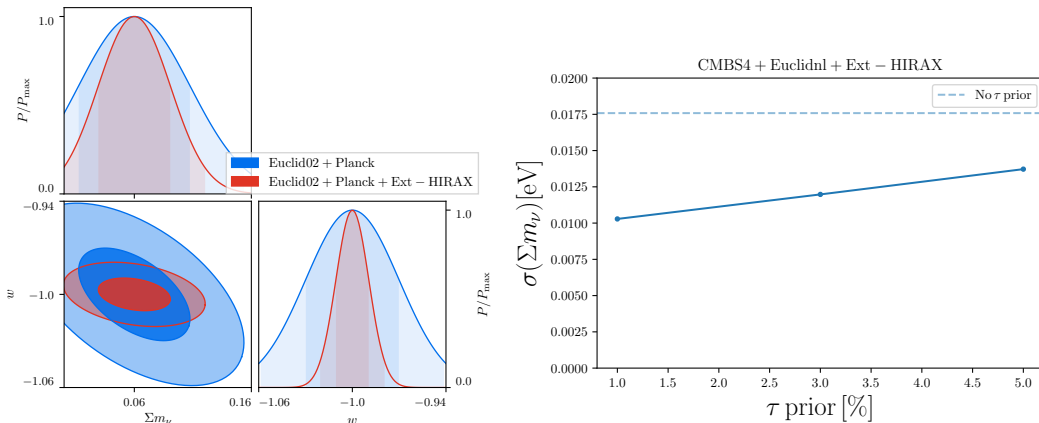 1.0
P/P_max
0.0
Euclid02 + Planck
Euclid02 + Planck + Ext − HIRAX
−0.94
w
−1.0
−1.06
0.06
0.16
Σm_ν
1.0
P/P_max
0.0
−1.06
−1.0
−0.94
w
CMBS4 + Euclidnl + Ext − HIRAX
No τ prior
σ(Σm_ν)[eV]
0.0200
0.0175
0.0150
0.0125
0.0100
0.0075
0.0050
0.0025
0.0000
1.0 1.5 2.0 2.5 3.0 3.5 4.0 4.5 5.0
τ prior [%]